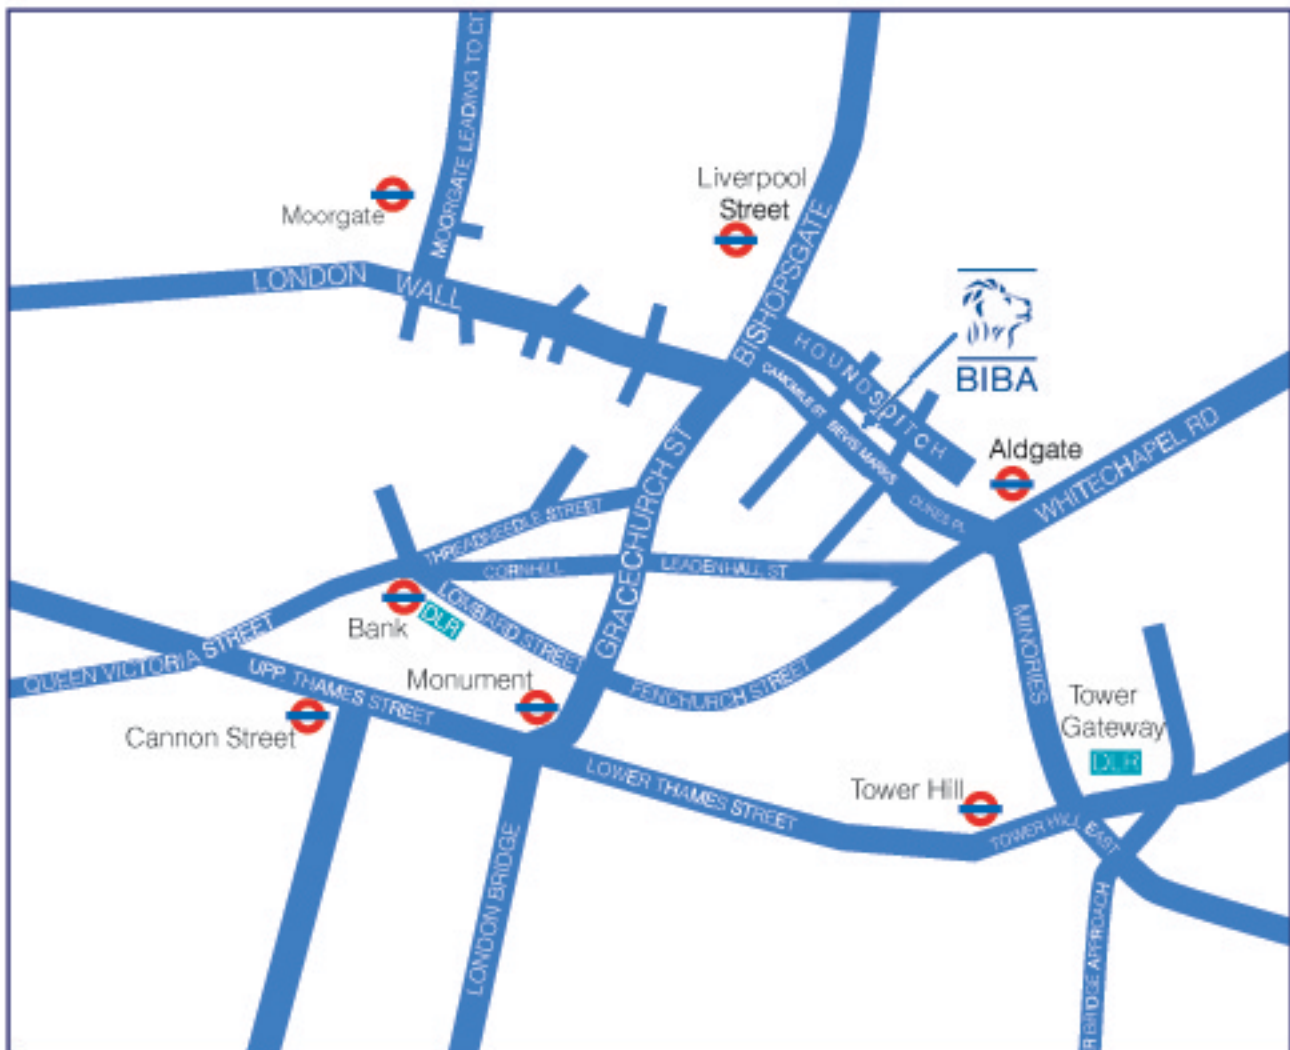 MOORGATE LEADING TO CIT
Liverpool
Street
Moorgate
BISHOPSGATE
LONDON WALL
HOUNDSDITCH
BIBA
CAMOMILE ST
BEVIS MARKS
DUKES PL
Aldgate
WHITECHAPEL RD
GRACECHURCH ST
THREADNEEDLE STREET
CORNHILL
LEADENHALL ST
LOMBARD STREET
Bank
DLR
QUEEN VICTORIA STREET
UPP. THAMES STREET
Monument
FENCHURCH STREET
MINORIES
Tower
Gateway
DLR
Cannon Street
LOWER THAMES STREET
Tower Hill
TOWER HILL
EAST
LONDON BRIDGE
R BRIDGE APPROACH